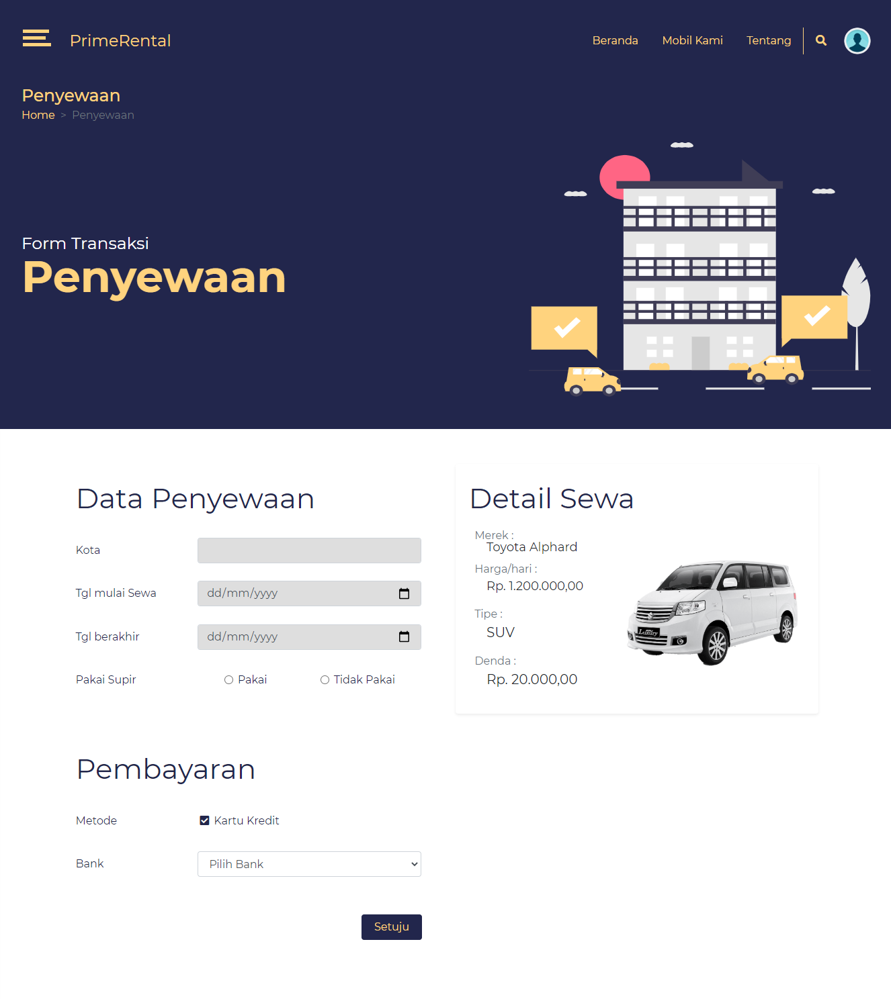 PrimeRental
Beranda
Mobil Kami
Tentang
Penyewaan
Home > Penyewaan
Form Transaksi
Penyewaan
Data Penyewaan
Kota
Tgl mulai Sewa
dd/mm/yyyy
Tgl berakhir
dd/mm/yyyy
Pakai Supir
Pakai
Tidak Pakai
Detail Sewa
Merek :
Toyota Alphard
Harga/hari :
Rp. 1.200.000,00
Tipe :
SUV
Denda :
Rp. 20.000,00
Luxury
Pembayaran
Metode
Kartu Kredit
Bank
Pilih Bank
Setuju